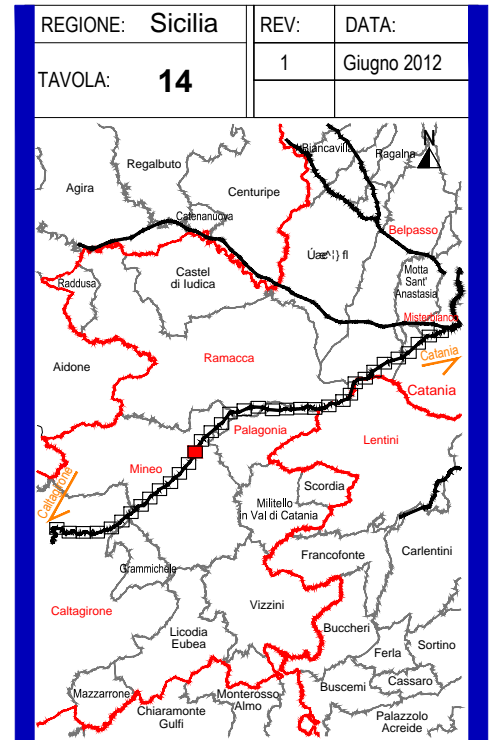 REGIONE: Sicilia
REV: DATA:
1 Giugno 2012
TAVOLA: 14
N
Biancavilla
Ragalna
Regalbuto
Agira
Centuripe
Catenanuova
Belpasso
Motta
Sant'
Anastasia
Raddusa
Castel
di Iudica
Misterbianco
Aidone
Ramacca
Catania
Catania
Palagonia
Lentini
Mineo
Scordia
Caltagirone
Militello
in Val di Catania
Francofonte
Carlentini
Grammichele
Caltagirone
Vizzini
Licodia
Eubea
Buccheri
Ferla
Sortino
Cassaro
Buscemi
Mazzarrone
Monterosso
Almo
Chiaramonte
Gulfi
Palazzolo
Acreide